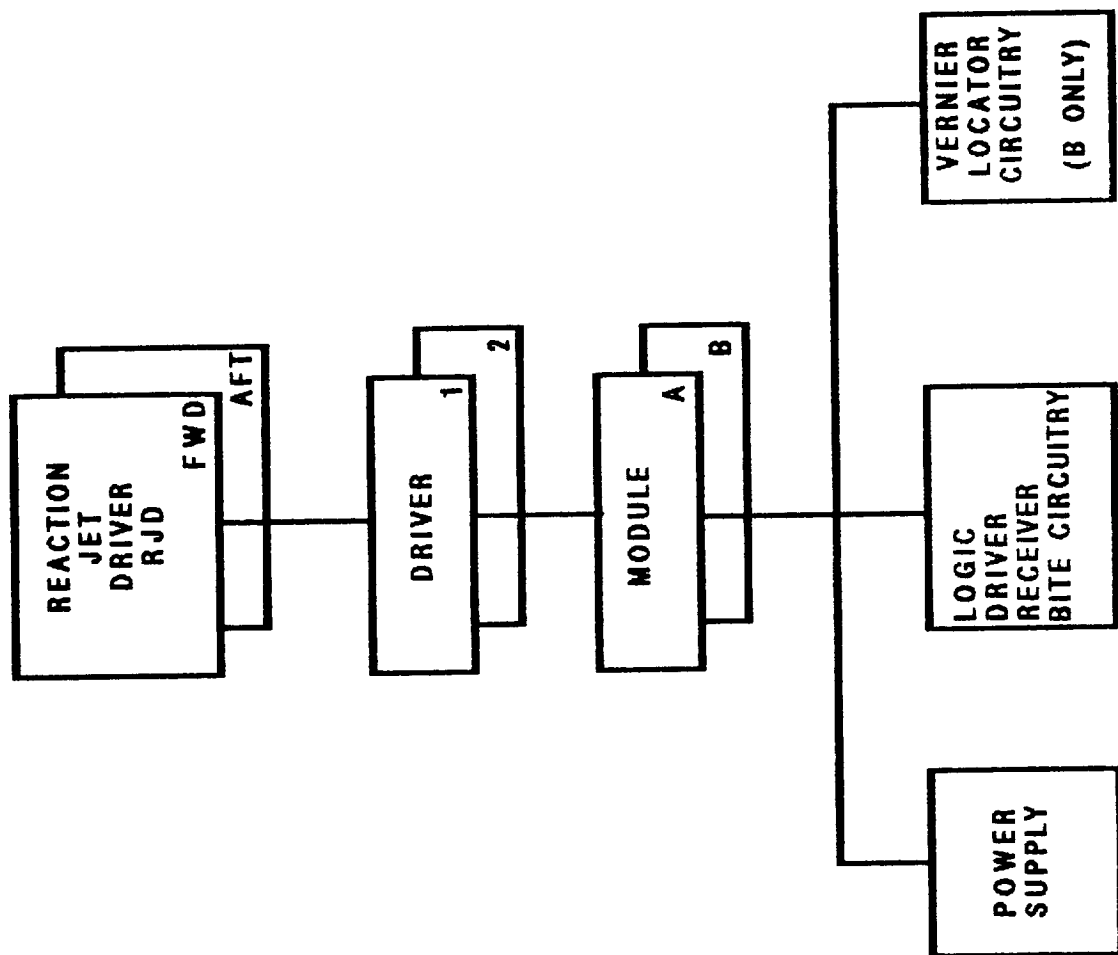 REACTION
JET
DRIVER
RJD
FWD
AFT
DRIVER
1
2
MODULE
A
B
POWER
SUPPLY
LOGIC
DRIVER
RECEIVER
BITE CIRCUITRY
VERNIER
LOCATOR
CIRCUITRY
(B ONLY)